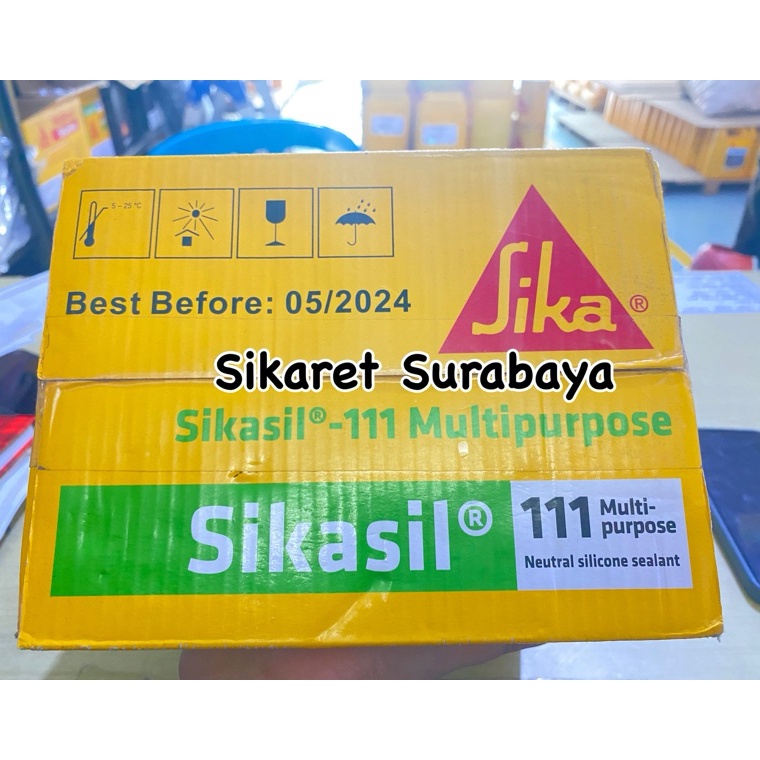 5 - 25 °C
Best Before: 05/2024
Sika®
Sikaret Surabaya
Sikasil®-111 Multipurpose
Sikasil®
111 Multi-
purpose
Neutral silicone sealant